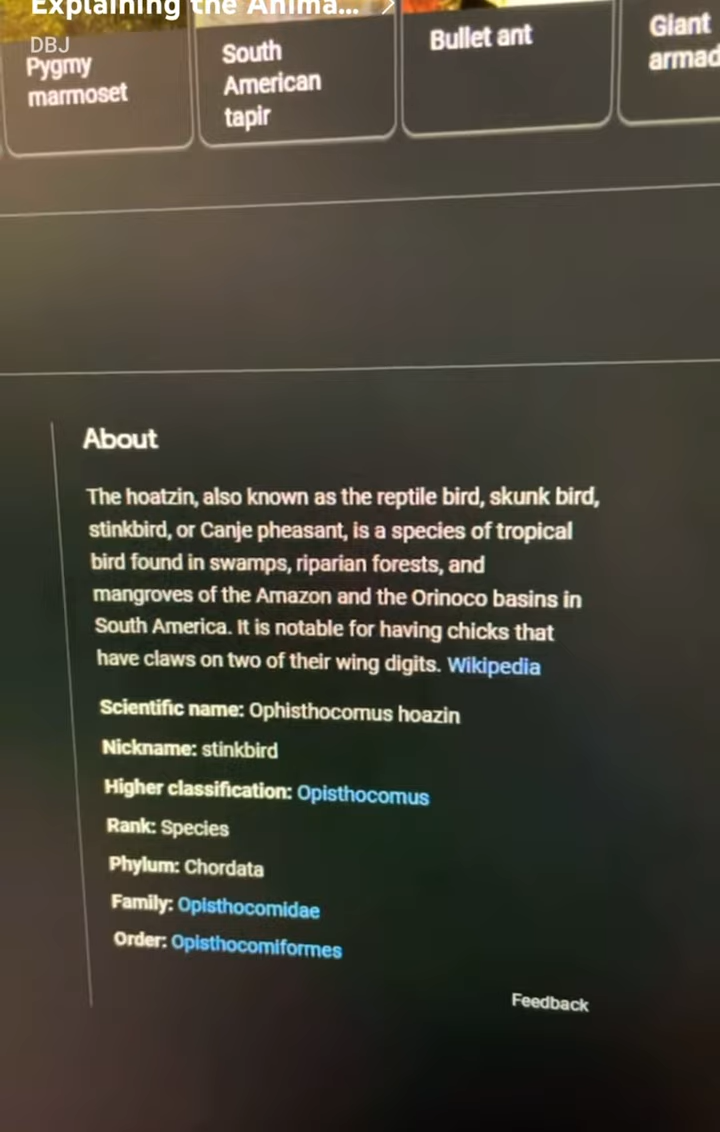 Explaining the Anima...
DBJ
Pygmy
marmoset
South
American
tapir
Bullet ant
Giant
armad
About
The hoatzin, also known as the reptile bird, skunk bird,
stinkbird, or Canje pheasant, is a species of tropical
bird found in swamps, riparian forests, and
mangroves of the Amazon and the Orinoco basins in
South America. It is notable for having chicks that
have claws on two of their wing digits. Wikipedia
Scientific name: Ophisthocomus hoazin
Nickname: stinkbird
Higher classification: Opisthocomus
Rank: Species
Phylum: Chordata
Family: Opisthocomidae
Order: Opisthocomiformes
Feedback